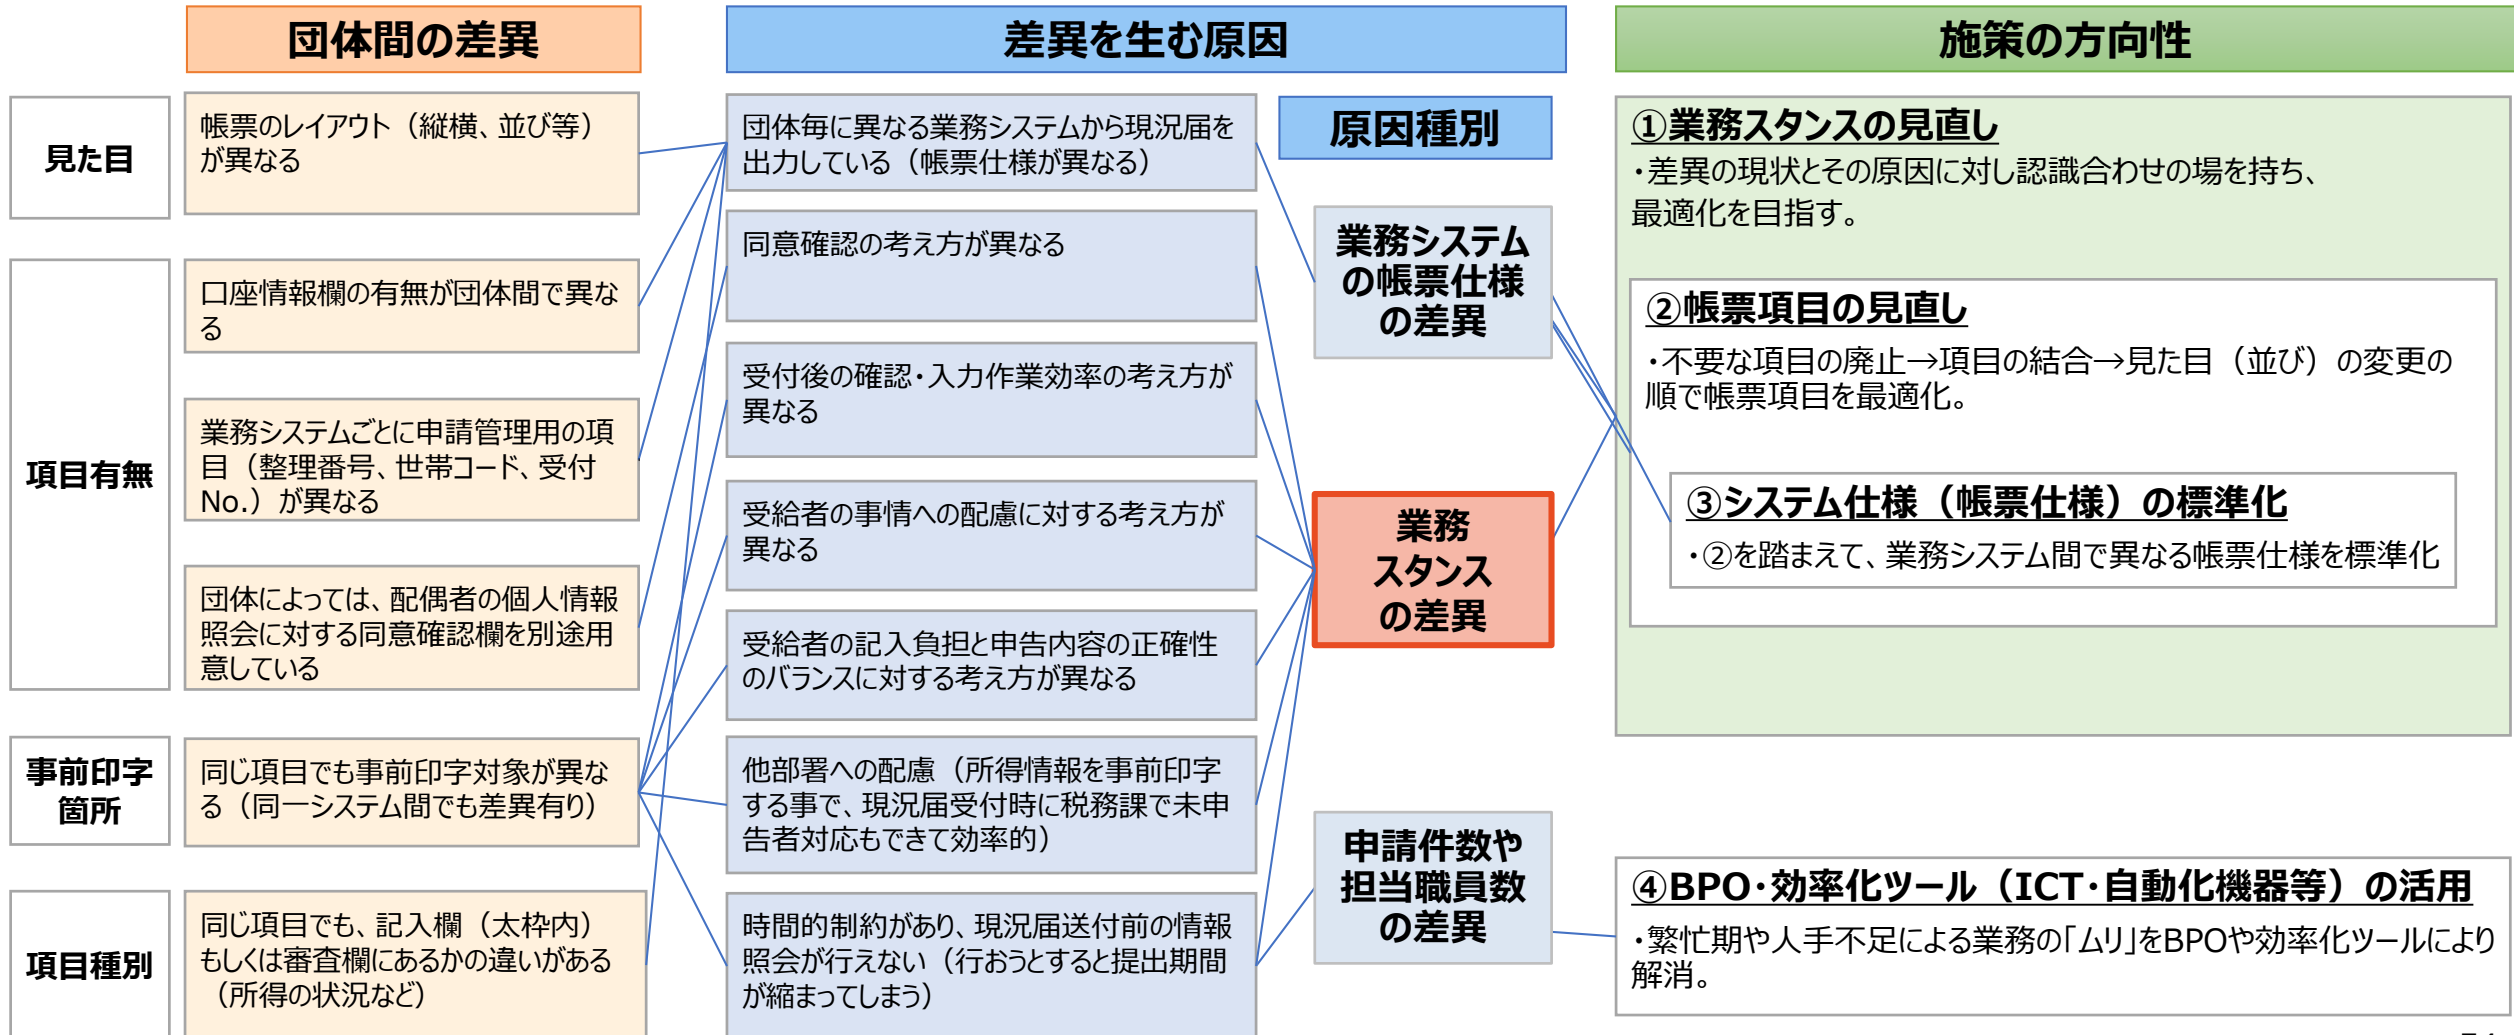 団体間の差異
差異を生む原因
施策の方向性
見た目
帳票のレイアウト（縦横、並び等）
が異なる
団体毎に異なる業務システムから現況届を
出力している（帳票仕様が異なる）
原因種別
①業務スタンスの見直し
・差異の現状とその原因に対し認識合わせの場を持ち、
最適化を目指す。
項目有無
口座情報欄の有無が団体間で異な
る
同意確認の考え方が異なる
業務システム
の帳票仕様
の差異
②帳票項目の見直し
・不要な項目の廃止→項目の結合→見た目（並び）の変更の
順で帳票項目を最適化。
業務システムごとに申請管理用の項
目（整理番号、世帯コード、受付
No.）が異なる
受付後の確認・入力作業効率の考え方が
異なる
受給者の事情への配慮に対する考え方が
異なる
業務
スタンス
の差異
③システム仕様（帳票仕様）の標準化
・②を踏まえて、業務システム間で異なる帳票仕様を標準化
団体によっては、配偶者の個人情報
照会に対する同意確認欄を別途用
意している
受給者の記入負担と申告内容の正確性
のバランスに対する考え方が異なる
事前印字
箇所
同じ項目でも事前印字対象が異な
る（同一システム間でも差異有り）
他部署への配慮（所得情報を事前印字
する事で、現況届受付時に税務課で未申
告者対応もできて効率的）
申請件数や
担当職員数
の差異
④BPO・効率化ツール（ICT・自動化機器等）の活用
・繁忙期や人手不足による業務の「ムリ」をBPOや効率化ツールにより
解消。
項目種別
同じ項目でも、記入欄（太枠内）
もしくは審査欄にあるかの違いがある
（所得の状況など）
時間的制約があり、現況届送付前の情報
照会が行えない（行おうとすると提出期間
が縮まってしまう）